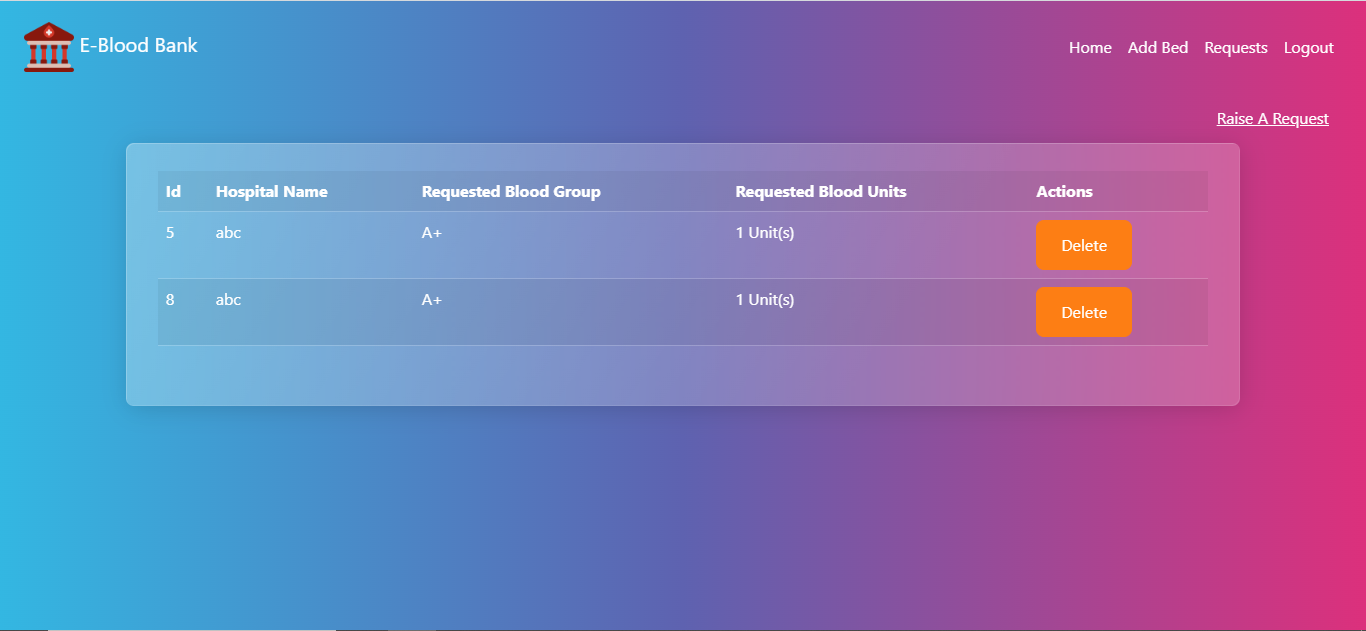 E-Blood Bank
Home Add Bed Requests Logout
Raise A Request
Id Hospital Name Requested Blood Group Requested Blood Units Actions
5 abc A+ 1 Unit(s) Delete
8 abc A+ 1 Unit(s) Delete